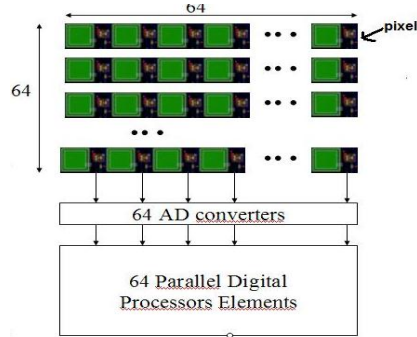 64
pixel
64
64 AD converters
64 Parallel Digital
Processors Elements